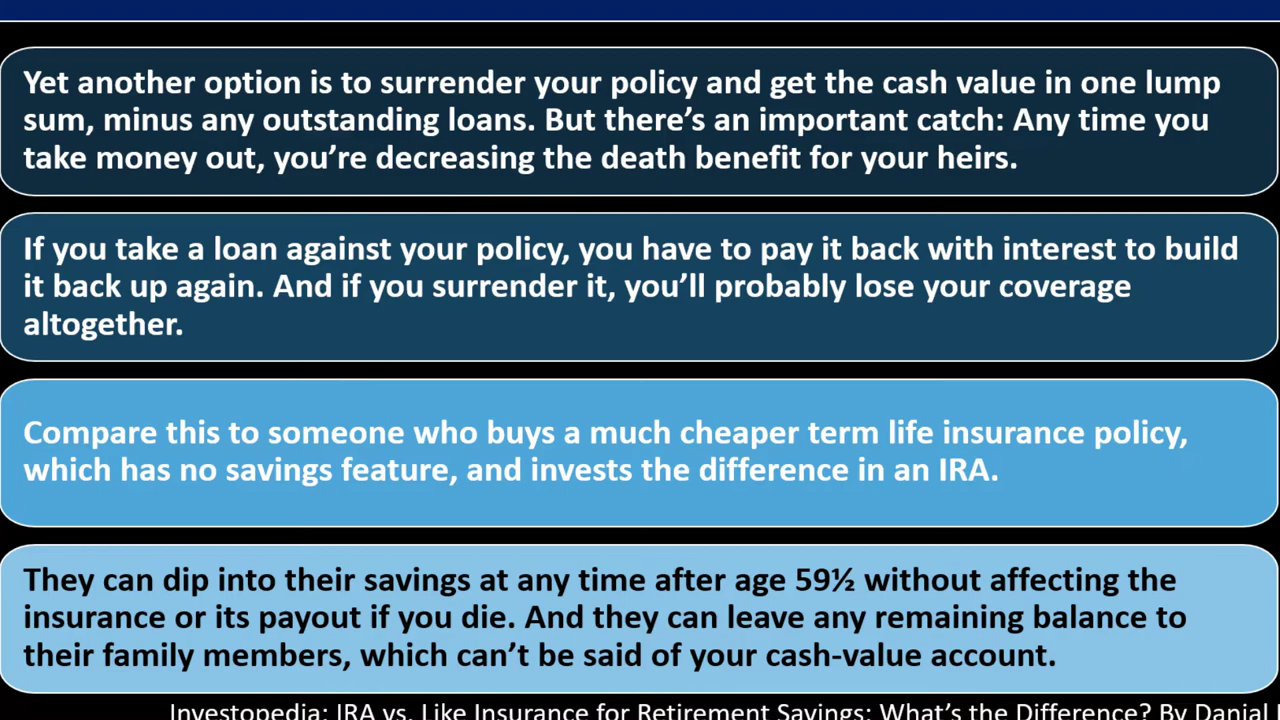 Yet another option is to surrender your policy and get the cash value in one lump
sum, minus any outstanding loans. But there’s an important catch: Any time you
take money out, you’re decreasing the death benefit for your heirs.
If you take a loan against your policy, you have to pay it back with interest to build
it back up again. And if you surrender it, you’ll probably lose your coverage
altogether.
Compare this to someone who buys a much cheaper term life insurance policy,
which has no savings feature, and invests the difference in an IRA.
They can dip into their savings at any time after age 59½ without affecting the
insurance or its payout if you die. And they can leave any remaining balance to
their family members, which can’t be said of your cash-value account.
Investopedia: IRA vs. Like Insurance for Retirement Savings: What’s the Difference? By Danial